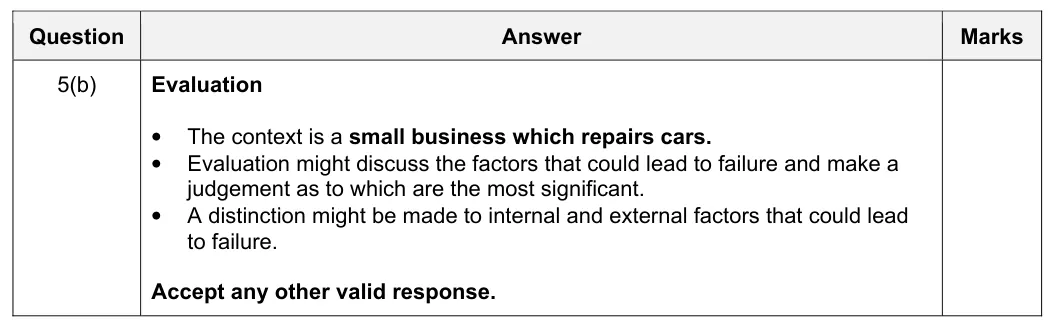 Question Answer Marks
5(b) Evaluation
• The context is a small business which repairs cars.
• Evaluation might discuss the factors that could lead to failure and make a
judgement as to which are the most significant.
• A distinction might be made to internal and external factors that could lead
to failure.
Accept any other valid response.